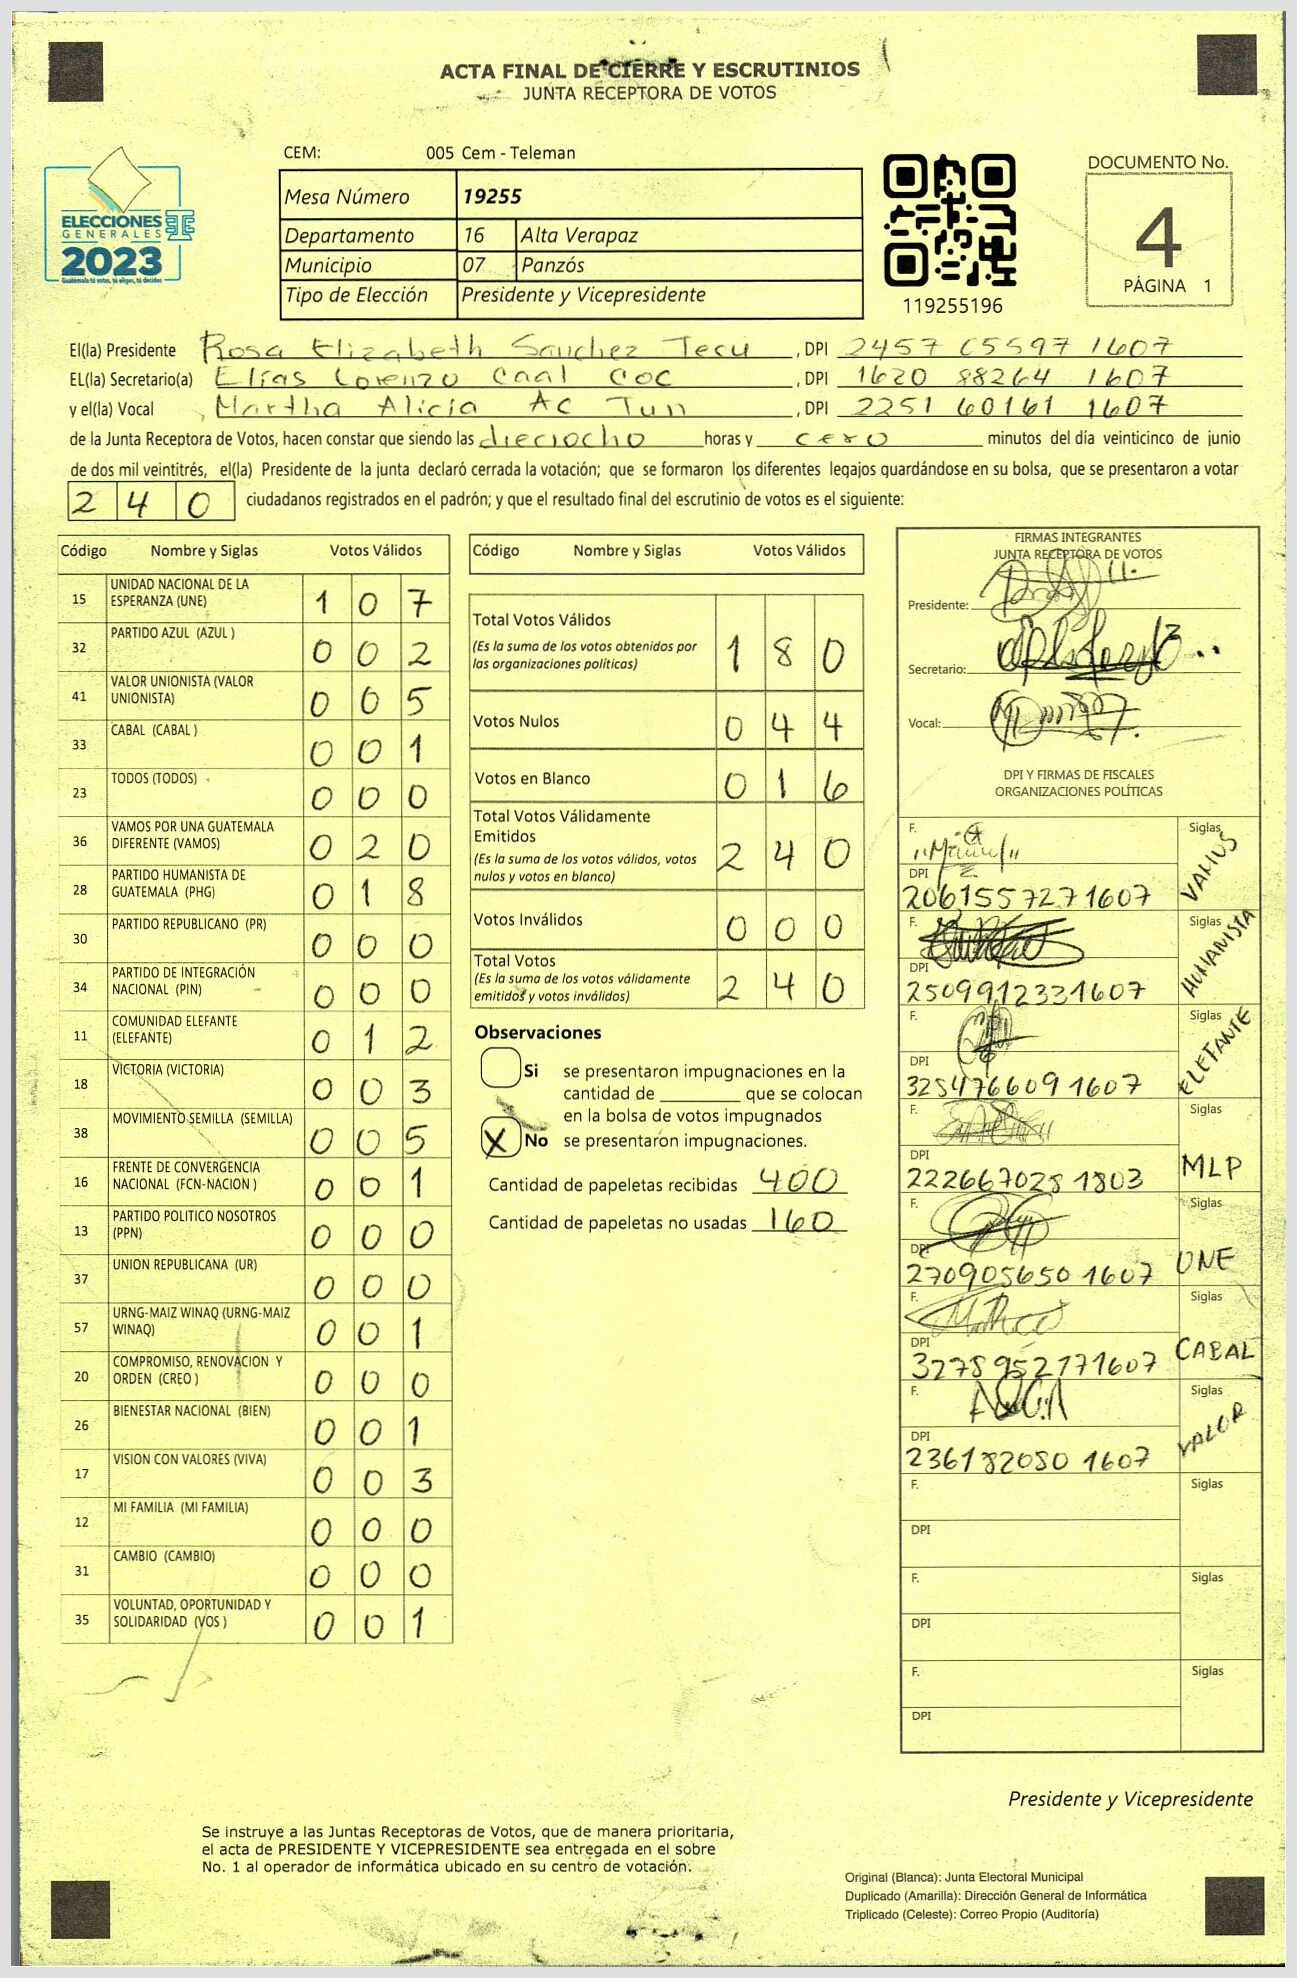 ACTA FINAL DE CIERRE Y ESCRUTINIOS
JUNTA RECEPTORA DE VOTOS
CEM: 005 Cem - Teleman
ELECCIONES
GENERALES
2023
Guatemala tú votas, tú eliges, tú decides
Mesa Número 19255
Departamento 16 Alta Verapaz
Municipio 07 Panzós
Tipo de Elección Presidente y Vicepresidente
119255196
DOCUMENTO No.
4
PÁGINA 1
El(la) Presidente Rosa Elizabeth Sanchez Tecu, DPI 2457 65597 1607
EL(la) Secretario(a) Elías Lorenzo Caal Coc, DPI 1620 88264 1607
y el(la) Vocal, Martha Alicia Ac Tun, DPI 2251 60161 1607
de la Junta Receptora de Votos, hacen constar que siendo las dieciocho horas y cero minutos del día veinticinco de junio
de dos mil veintitrés, el(la) Presidente de la junta declaró cerrada la votación; que se formaron los diferentes legajos quardándose en su bolsa, que se presentaron a votar
2 4 0 ciudadanos registrados en el padrón; y que el resultado final del escrutinio de votos es el siguiente:
Código Nombre y Siglas Votos Válidos
15 UNIDAD NACIONAL DE LA ESPERANZA (UNE) 1 0 7
32 PARTIDO AZUL (AZUL ) 0 0 2
41 VALOR UNIONISTA (VALOR UNIONISTA) 0 0 5
33 CABAL (CABAL ) 0 0 1
23 TODOS (TODOS) 0 0 0
36 VAMOS POR UNA GUATEMALA DIFERENTE (VAMOS) 0 2 0
28 PARTIDO HUMANISTA DE GUATEMALA (PHG) 0 1 8
30 PARTIDO REPUBLICANO (PR) 0 0 0
34 PARTIDO DE INTEGRACIÓN NACIONAL (PIN) 0 0 0
11 COMUNIDAD ELEFANTE (ELEFANTE) 0 1 2
18 VICTORIA (VICTORIA) 0 0 3
38 MOVIMIENTO SEMILLA (SEMILLA) 0 0 5
16 FRENTE DE CONVERGENCIA NACIONAL (FCN-NACION ) 0 0 1
13 PARTIDO POLITICO NOSOTROS (PPN) 0 0 0
37 UNION REPUBLICANA (UR) 0 0 0
57 URNG-MAIZ WINAQ (URNG-MAIZ WINAQ) 0 0 1
20 COMPROMISO, RENOVACION Y ORDEN (CREO ) 0 0 0
26 BIENESTAR NACIONAL (BIEN) 0 0 1
17 VISION CON VALORES (VIVA) 0 0 3
12 MI FAMILIA (MI FAMILIA) 0 0 0
31 CAMBIO (CAMBIO) 0 0 0
35 VOLUNTAD, OPORTUNIDAD Y SOLIDARIDAD (VOS ) 0 0 1
Código Nombre y Siglas Votos Válidos
Total Votos Válidos 1 8 0
(Es la suma de los votos obtenidos por
las organizaciones políticas)
Votos Nulos 0 4 4
Votos en Blanco 0 1 6
Total Votos Válidamente
Emitidos 2 4 0
(Es la suma de los votos válidos, votos
nulos y votos en blanco)
Votos Inválidos 0 0 0
Total Votos 2 4 0
(Es la suma de los votos válidamente
emitidos y votos inválidos)
Observaciones
Si se presentaron impugnaciones en la
cantidad de ________ que se colocan
en la bolsa de votos impugnados
X No se presentaron impugnaciones.
Cantidad de papeletas recibidas 400
Cantidad de papeletas no usadas 160
FIRMAS INTEGRANTES
JUNTA RECEPTORA DE VOTOS
Presidente:
Secretario:
Vocal:
DPI Y FIRMAS DE FISCALES
ORGANIZACIONES POLÍTICAS
F. Siglas VAMOS
DPI 2061557271607
F. Siglas HUMANISTA
DPI 2509912331607
F. Siglas ELEFANTE
DPI 3254766091607
F. Siglas MLP
DPI 2226670281803
F. Siglas UNE
DPI 2709056501607
F. Siglas CABAL
DPI 3278952171607
F. Siglas VALOR
DPI 2361820801607
F. Siglas
DPI
F. Siglas
DPI
F. Siglas
DPI
Presidente y Vicepresidente
Se instruye a las Juntas Receptoras de Votos, que de manera prioritaria,
el acta de PRESIDENTE Y VICEPRESIDENTE sea entregada en el sobre
No. 1 al operador de informática ubicado en su centro de votación.
Original (Blanca): Junta Electoral Municipal
Duplicado (Amarilla): Dirección General de Informática
Triplicado (Celeste): Correo Propio (Auditoría)